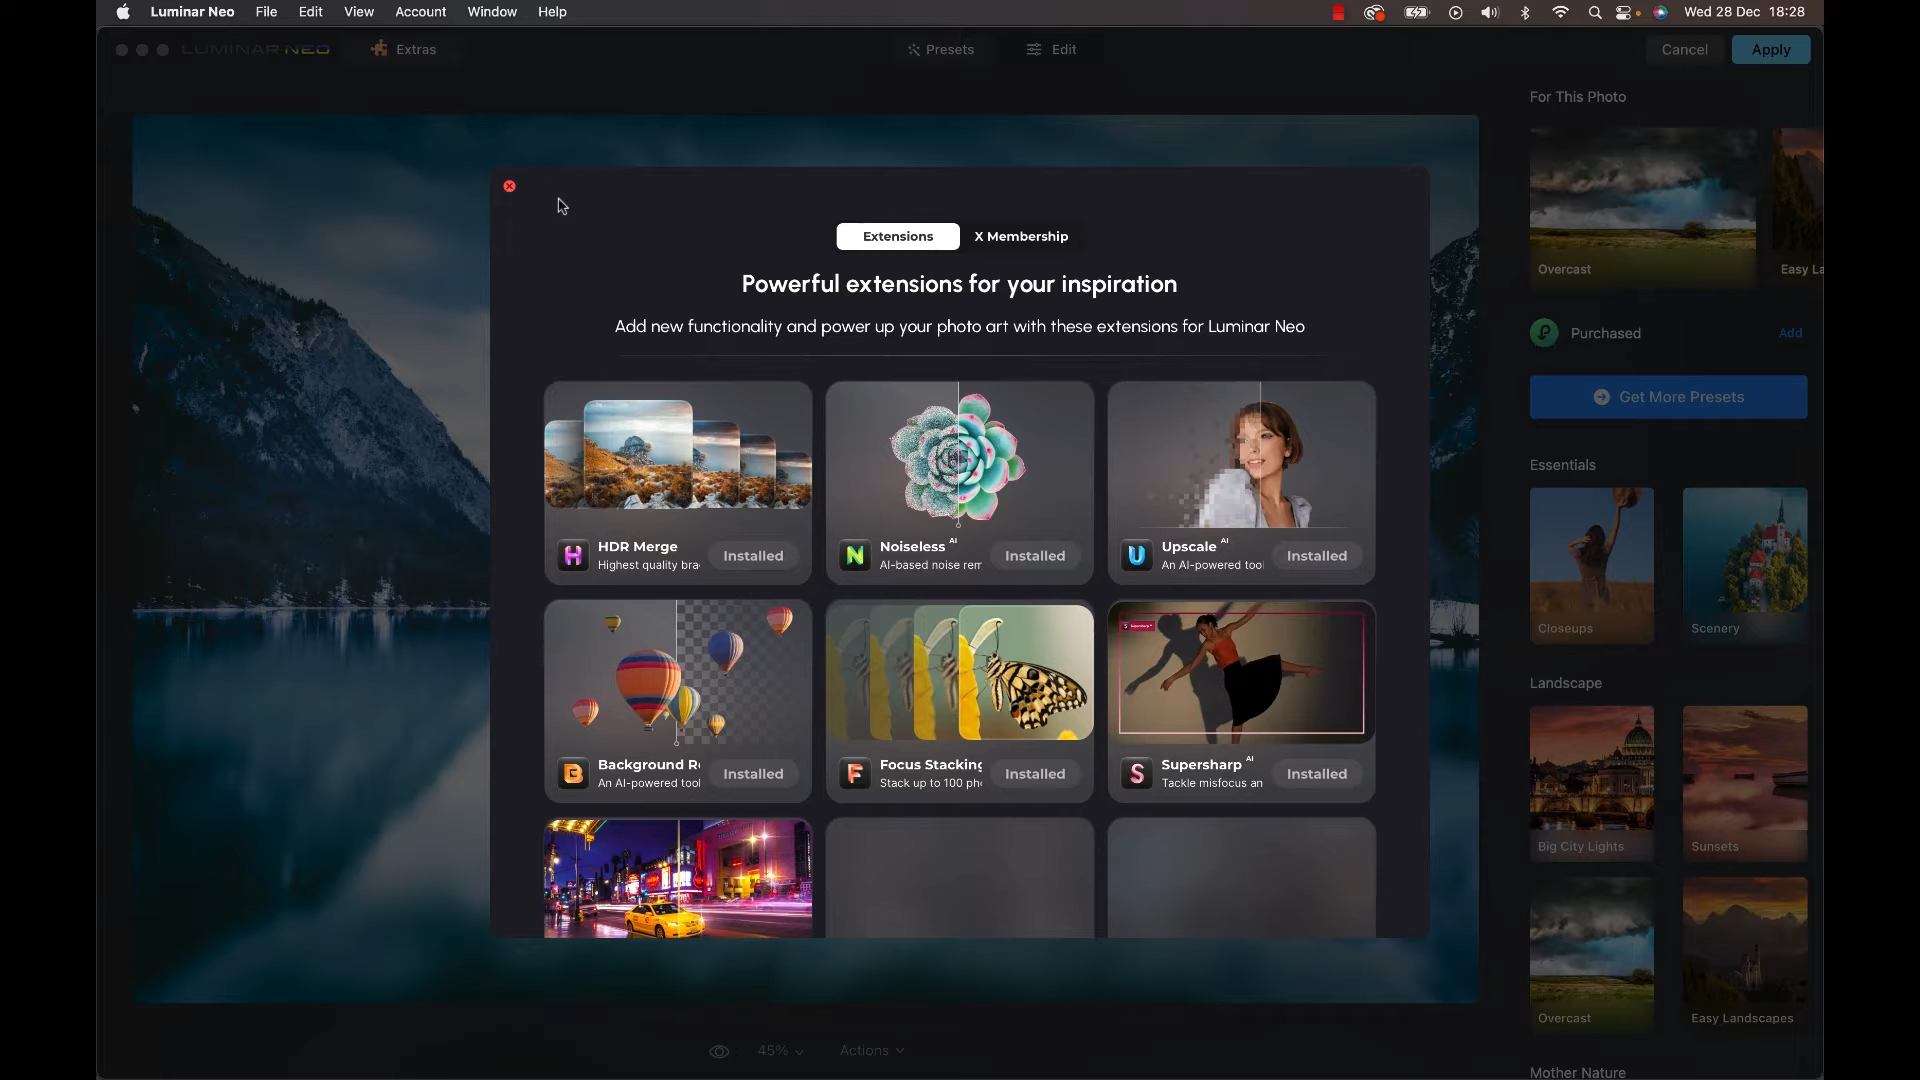 Luminar Neo File Edit View Account Window Help
Wed 28 Dec 18:28
LUMINAR NEO
Extras
Presets
Edit
Cancel
Apply
For This Photo
Overcast
Easy La
Purchased
Add
Get More Presets
Essentials
Closeups
Scenery
Landscape
Big City Lights
Sunsets
Overcast
Easy Landscapes
Mother Nature
Extensions
X Membership
Powerful extensions for your inspiration
Add new functionality and power up your photo art with these extensions for Luminar Neo
HDR Merge
Highest quality bra
Installed
Noiseless AI
AI-based noise rem
Installed
Upscale AI
An AI-powered tool
Installed
Background R
An AI-powered tool
Installed
Focus Stacking
Stack up to 100 ph
Installed
Supersharp AI
Tackle misfocus an
Installed
45%
Actions